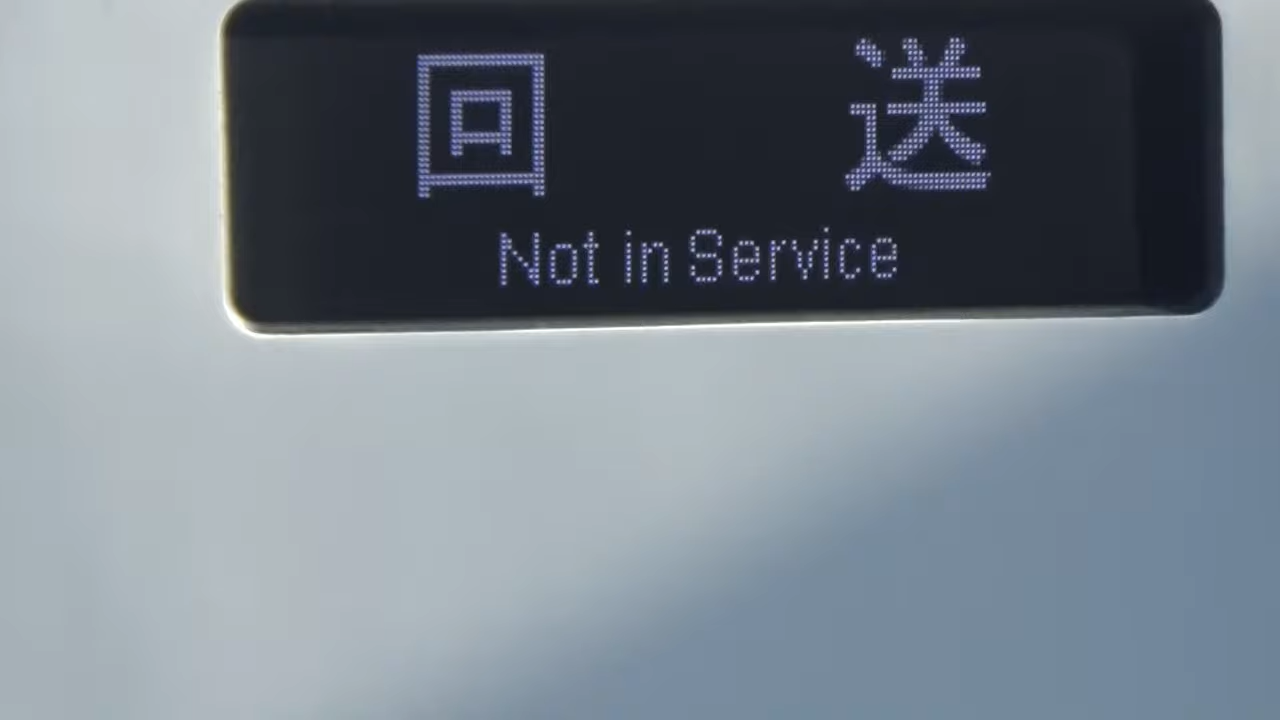 回 送
Not in Service